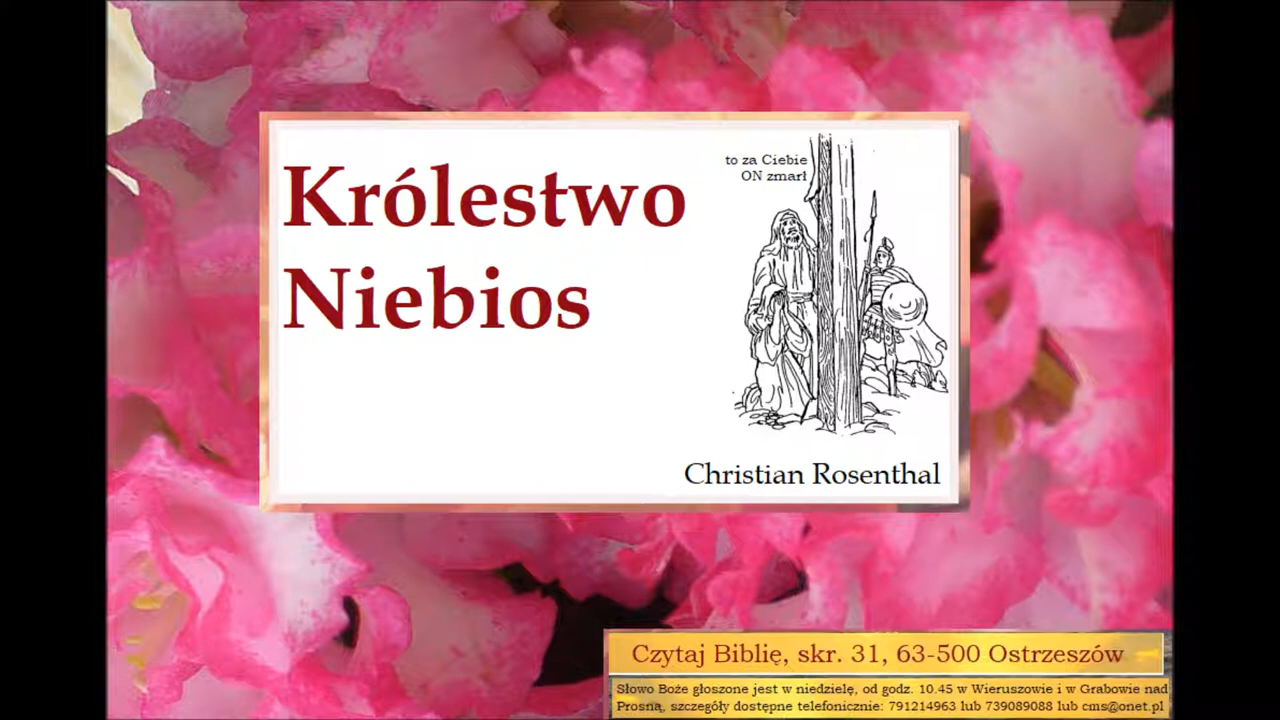 Królestwo
Niebios
to za Ciebie
ON zmarł
Christian Rosenthal
Czytaj Biblię, skr. 31, 63-500 Ostrzeszów
Słowo Boże głoszone jest w niedzielę, od godz. 10.45 w Wieruszowie i w Grabowie nad
Prosną, szczegóły dostępne telefonicznie: 791214963 lub 739089088 lub cms@onet.pl